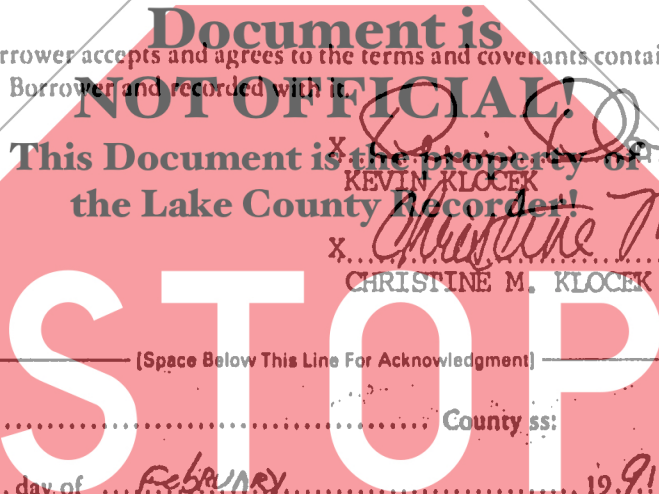 Document is
rrower accepts and agrees to the terms and covenants contai
Borrower and recorded with it.
NOT OFFICIAL!
This Document is the property of
the Lake County Recorder!
X
KEVIN KLOCEK
X Christine M
CHRISTINE M. KLOCEK
STOP
(Space Below This Line For Acknowledgment)
County ss:
day of February 19 91